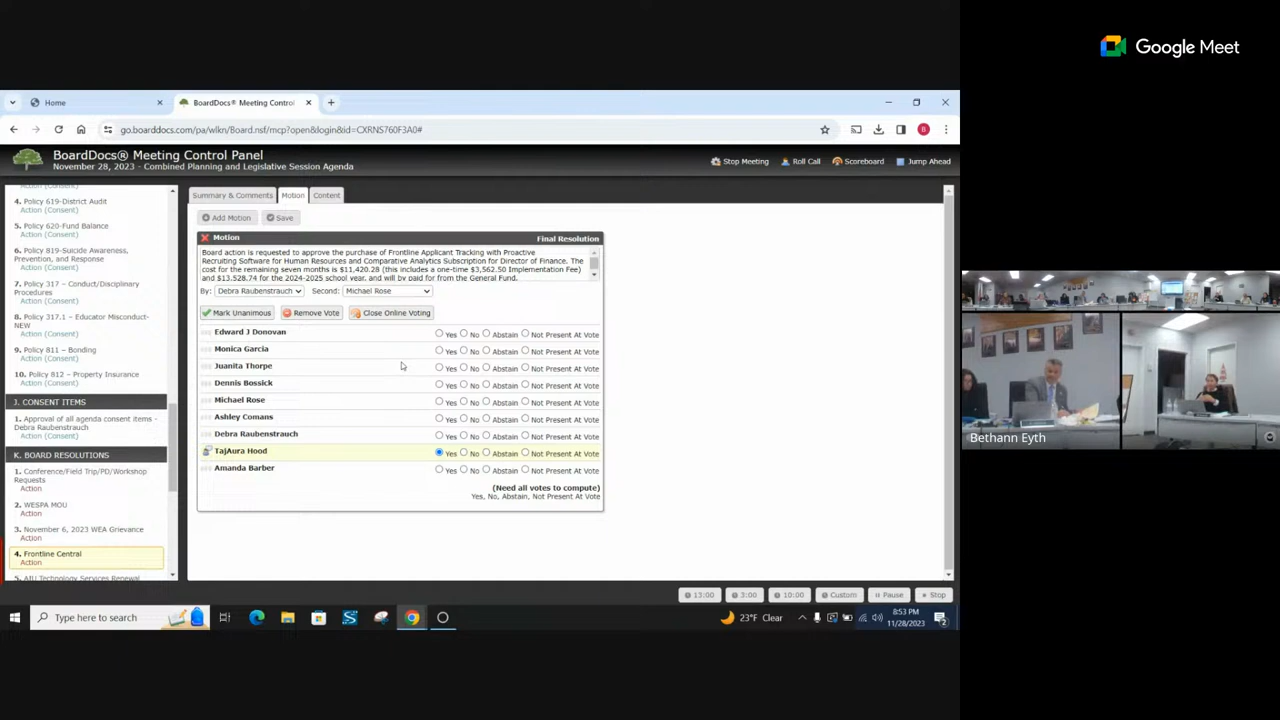 Google Meet
Home
BoardDocs® Meeting Control
go.boarddocs.com/pa/wlkn/Board.nsf/mcp?open&login&id=CXRNS760F3A0#
B
BoardDocs® Meeting Control Panel
November 28, 2023 - Combined Planning and Legislative Session Agenda
Stop Meeting
Roll Call
Scoreboard
Jump Ahead
Action (Consent)
4. Policy 619-District Audit
Action (Consent)
5. Policy 620-Fund Balance
Action (Consent)
6. Policy 819-Suicide Awareness,
Prevention, and Response
Action (Consent)
7. Policy 317 – Conduct/Disciplinary
Procedures
Action (Consent)
8. Policy 317.1 – Educator Misconduct-
NEW
Action (Consent)
9. Policy 811 – Bonding
Action (Consent)
10. Policy 812 – Property Insurance
Action (Consent)
J. CONSENT ITEMS
1. Approval of all agenda consent items -
Debra Raubenstrauch
Action (Consent)
K. BOARD RESOLUTIONS
1. Conference/Field Trip/PD/Workshop
Requests
Action
2. WESPA MOU
Action
3. November 6, 2023 WEA Grievance
Action
4. Frontline Central
Action
5. AIU Technology Services Renewal
Summary & Comments
Motion
Content
Add Motion
Save
Motion
Final Resolution
Board action is requested to approve the purchase of Frontline Applicant Tracking with Proactive
Recruiting Software for Human Resources and Comparative Analytics Subscription for Director of Finance. The
cost for the remaining seven months is $11,420.28 (this includes a one-time $3,562.50 Implementation Fee)
and $13,528.74 for the 2024-2025 school year, and will be paid for from the General Fund.
By: Debra Raubenstrauch Second: Michael Rose
Mark Unanimous
Remove Vote
Close Online Voting
Edward J Donovan Yes No Abstain Not Present At Vote
Monica Garcia Yes No Abstain Not Present At Vote
Juanita Thorpe Yes No Abstain Not Present At Vote
Dennis Bossick Yes No Abstain Not Present At Vote
Michael Rose Yes No Abstain Not Present At Vote
Ashley Comans Yes No Abstain Not Present At Vote
Debra Raubenstrauch Yes No Abstain Not Present At Vote
TajAura Hood Yes No Abstain Not Present At Vote
Amanda Barber Yes No Abstain Not Present At Vote
(Need all votes to compute)
Yes, No, Abstain, Not Present At Vote
13:00
3:00
10:00
Custom
Pause
Stop
Type here to search
23°F Clear
8:53 PM
11/28/2023
2
Bethann Eyth